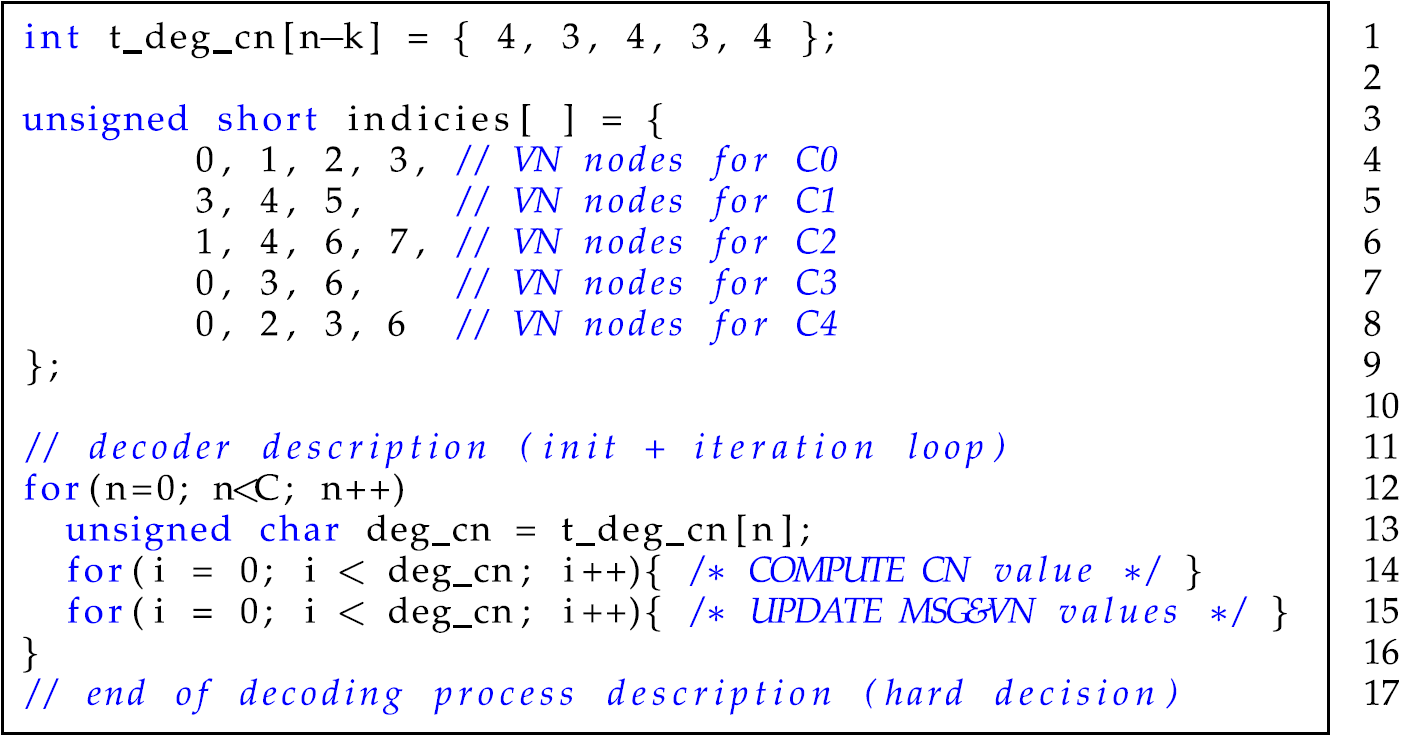 int t_deg_cn[n-k] = { 4, 3, 4, 3, 4 }; 1
2
unsigned short indicies[ ] = { 3
0, 1, 2, 3, // VN nodes for C0 4
3, 4, 5, // VN nodes for C1 5
1, 4, 6, 7, // VN nodes for C2 6
0, 3, 6, // VN nodes for C3 7
0, 2, 3, 6 // VN nodes for C4 8
}; 9
10
// decoder description (init + iteration loop) 11
for(n=0; n<C; n++) 12
unsigned char deg_cn = t_deg_cn[n]; 13
for(i = 0; i < deg_cn; i++){ /* COMPUTE CN value */ } 14
for(i = 0; i < deg_cn; i++){ /* UPDATE MSG&VN values */ } 15
} 16
// end of decoding process description (hard decision) 17